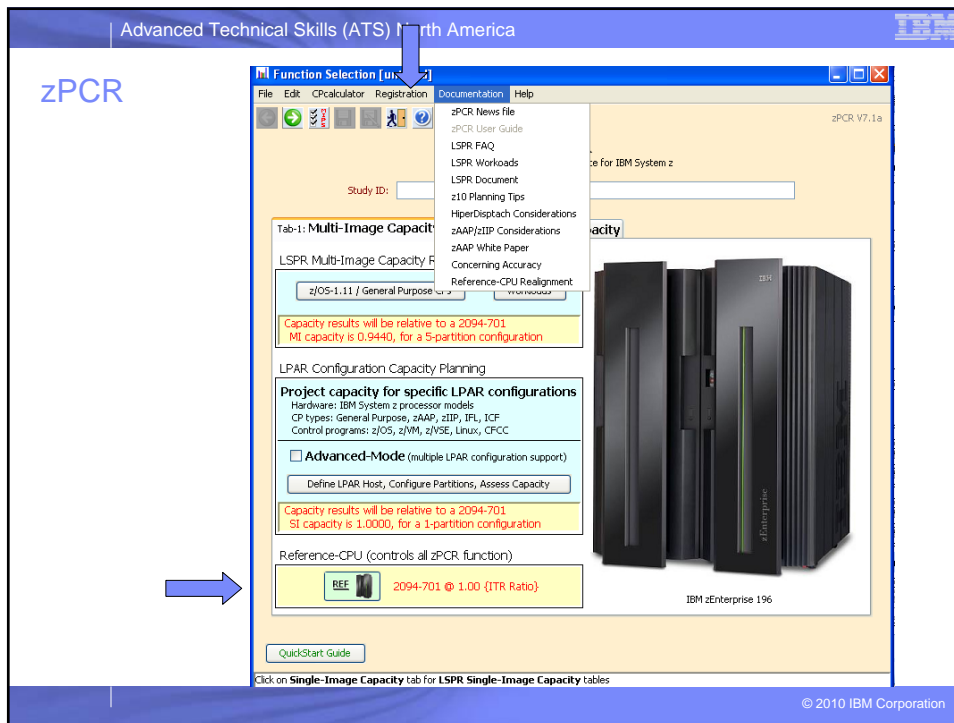 Advanced Technical Skills (ATS) North America
IBM
zPCR
Function Selection
File Edit CPcalculator Registration Documentation Help
zPCR V7.1a
zPCR News file
zPCR User Guide
LSPR FAQ
LSPR Workoads
LSPR Document
z10 Planning Tips
HiperDisptach Considerations
zAAP/zIIP Considerations
zAAP White Paper
Concerning Accuracy
Reference-CPU Realignment
ce for IBM System z
Study ID:
Tab-1: Multi-Image Capacit
acity
LSPR Multi-Image Capacity R
z/OS-1.11 / General Purpose CPs
Workloads
Capacity results will be relative to a 2094-701
MI capacity is 0.9440, for a 5-partition configuration
LPAR Configuration Capacity Planning
Project capacity for specific LPAR configurations
Hardware: IBM System z processor models
CP types: General Purpose, zAAP, zIIP, IFL, ICF
Control programs: z/OS, z/VM, z/VSE, Linux, CFCC
Advanced-Mode (multiple LPAR configuration support)
Define LPAR Host, Configure Partitions, Assess Capacity
Capacity results will be relative to a 2094-701
SI capacity is 1.0000, for a 1-partition configuration
Reference-CPU (controls all zPCR function)
REF
2094-701 @ 1.00 {ITR Ratio}
zEnterprise
IBM zEnterprise 196
QuickStart Guide
Click on Single-Image Capacity tab for LSPR Single-Image Capacity tables
© 2010 IBM Corporation